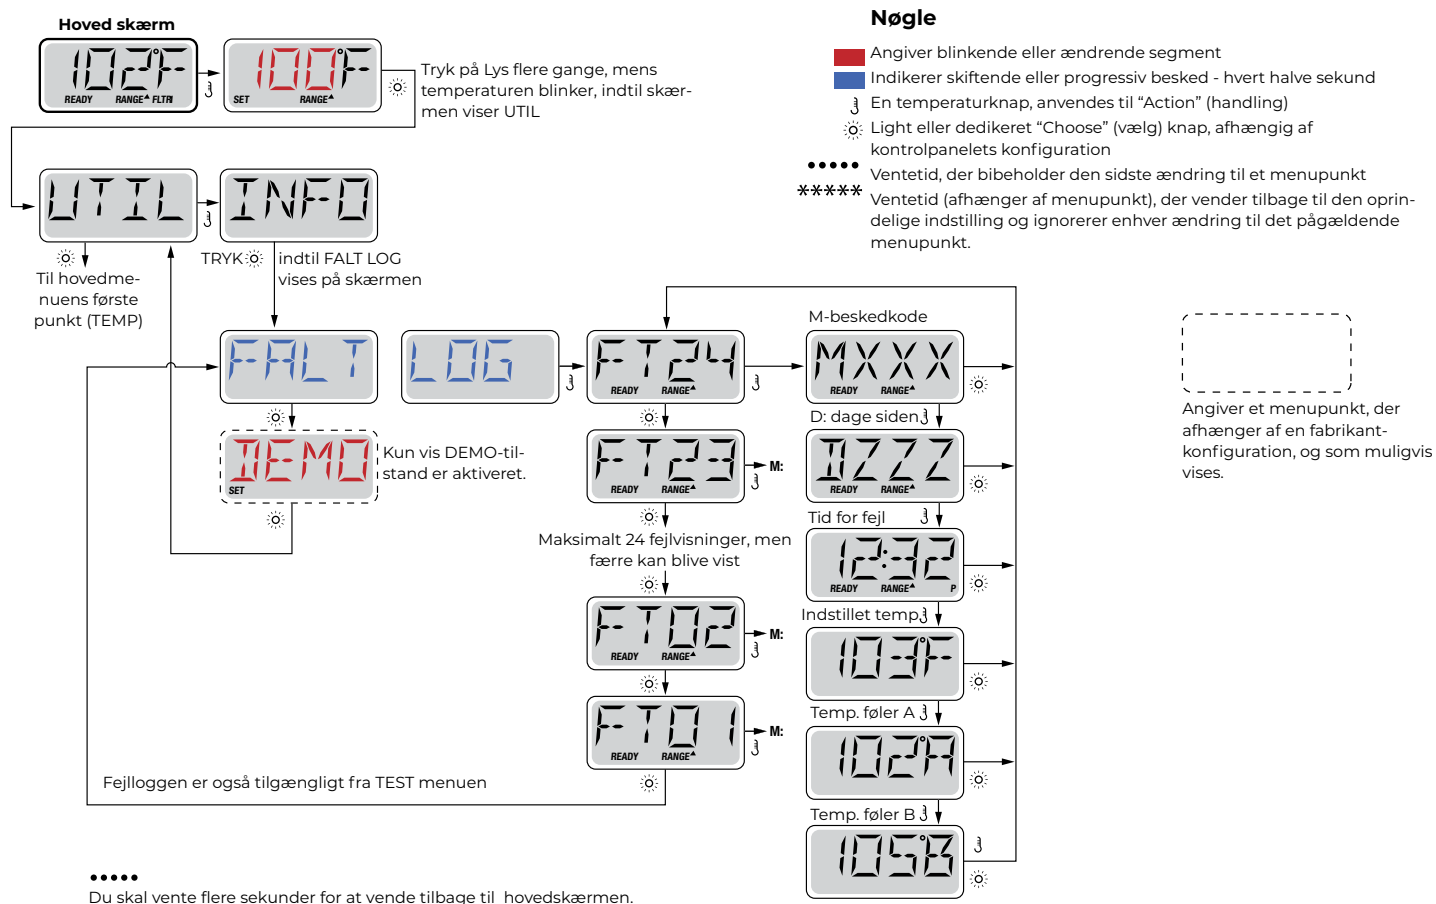 Hoved skærm
102°F
READY RANGE FLTR
100°F
SET RANGE
Tryk på Lys flere gange, mens
temperaturen blinker, indtil skær-
men viser UTIL
Nøgle
Angiver blinkende eller ændrende segment
Indikerer skiftende eller progressiv besked - hvert halve sekund
En temperaturknap, anvendes til “Action” (handling)
Light eller dedikeret “Choose” (vælg) knap, afhængig af
kontrolpanelets konfiguration
Ventetid, der bibeholder den sidste ændring til et menupunkt
*****
Ventetid (afhænger af menupunkt), der vender tilbage til den oprin-
delige indstilling og ignorerer enhver ændring til det pågældende
menupunkt.
UTIL
INFO
Til hovedme-
nuens første
punkt (TEMP)
TRYK indtil FALT LOG
vises på skærmen
FALT
LOG
DEMO
SET
Kun vis DEMO-til-
stand er aktiveret.
FT24
READY RANGE
FT23
READY RANGE
M:
Maksimalt 24 fejlvisninger, men
færre kan blive vist
FT02
READY RANGE
M:
FT01
READY RANGE
M:
Fejlloggen er også tilgængligt fra TEST menuen
M-beskedkode
MXXX
READY RANGE
D: dage siden
DZZZ
READY RANGE
Tid for fejl
12:32
READY RANGE P
Indstillet temp.
103°F
Temp. føler A
102°A
Temp. føler B
105°B
Angiver et menupunkt, der
afhænger af en fabrikant-
konfiguration, og som muligvis
vises.
Du skal vente flere sekunder for at vende tilbage til hovedskærmen.